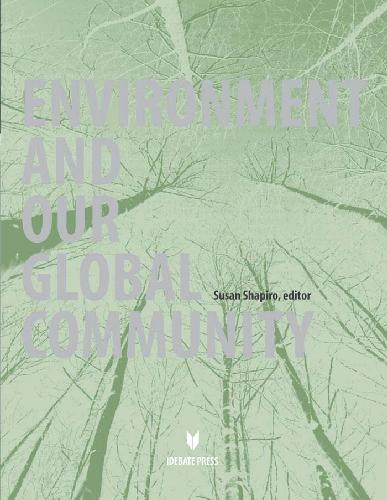 ENVIRONMENT
AND
OUR
GLOBAL
Susan Shapiro, editor
COMMUNITY
IDEBATE PRESS